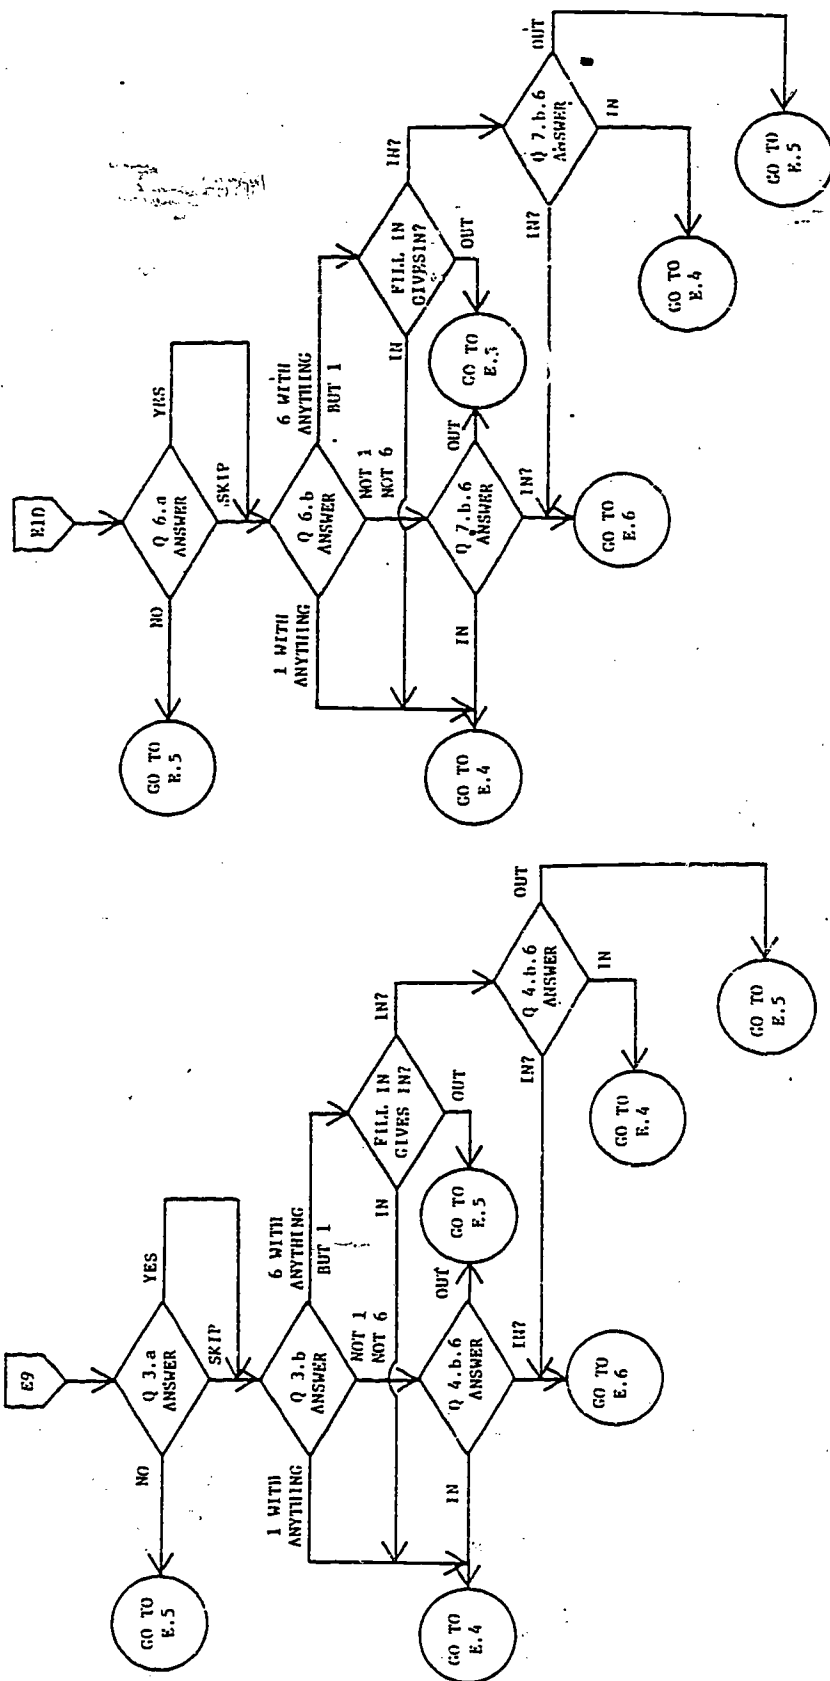 E9
Q 3.a
ANSWER
NO
YES
SKIP
GO TO
E.5
Q 3.b
ANSWER
1 WITH
ANYTHING
6 WITH
ANYTHING
BUT 1
NOT 1
NOT 6
FILL IN
GIVES IN?
IN
IN?
OUT
Q 4.b.6
ANSWER
IN
OUT
IN?
GO TO
E.5
GO TO
E.4
GO TO
E.6
Q 4.b.6
ANSWER
IN?
IN
OUT
GO TO
E.4
GO TO
E.5
E10
Q 6.a
ANSWER
NO
YES
SKIP
GO TO
E.5
Q 6.b
ANSWER
1 WITH
ANYTHING
6 WITH
ANYTHING
BUT 1
NOT 1
NOT 6
FILL IN
GIVESIN?
IN
IN?
OUT
Q 7.b.6
ANSWER
IN
OUT
IN?
GO TO
E.5
GO TO
E.4
GO TO
E.6
Q 7.b.6
ANSWER
IN?
IN
OUT
GO TO
E.4
GO TO
E.5